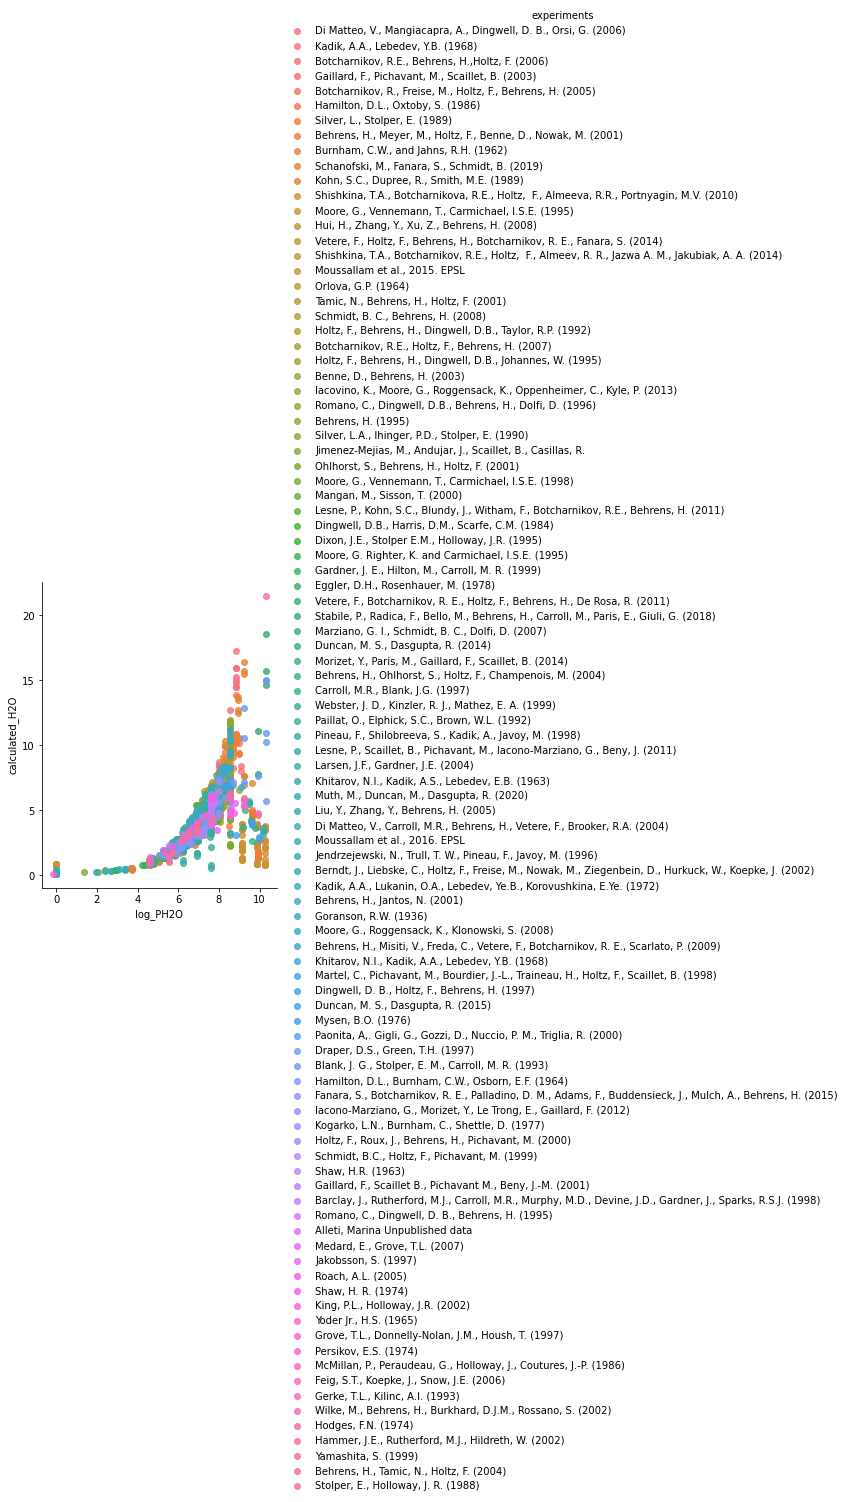 experiments
Di Matteo, V., Mangiacapra, A., Dingwell, D. B., Orsi, G. (2006)
Kadik, A.A., Lebedev, Y.B. (1968)
Botcharnikov, R.E., Behrens, H.,Holtz, F. (2006)
Gaillard, F., Pichavant, M., Scaillet, B. (2003)
Botcharnikov, R., Freise, M., Holtz, F., Behrens, H. (2005)
Hamilton, D.L., Oxtoby, S. (1986)
Silver, L., Stolper, E. (1989)
Behrens, H., Meyer, M., Holtz, F., Benne, D., Nowak, M. (2001)
Burnham, C.W., and Jahns, R.H. (1962)
Schanofski, M., Fanara, S., Schmidt, B. (2019)
Kohn, S.C., Dupree, R., Smith, M.E. (1989)
Shishkina, T.A., Botcharnikova, R.E., Holtz,  F., Almeeva, R.R., Portnyagin, M.V. (2010)
Moore, G., Vennemann, T., Carmichael, I.S.E. (1995)
Hui, H., Zhang, Y., Xu, Z., Behrens, H. (2008)
Vetere, F., Holtz, F., Behrens, H., Botcharnikov, R. E., Fanara, S. (2014)
Shishkina, T.A., Botcharnikov, R.E., Holtz,  F., Almeev, R. R., Jazwa A. M., Jakubiak, A. A. (2014)
Moussallam et al., 2015. EPSL
Orlova, G.P. (1964)
Tamic, N., Behrens, H., Holtz, F. (2001)
Schmidt, B. C., Behrens, H. (2008)
Holtz, F., Behrens, H., Dingwell, D.B., Taylor, R.P. (1992)
Botcharnikov, R.E., Holtz, F., Behrens, H. (2007)
Holtz, F., Behrens, H., Dingwell, D.B., Johannes, W. (1995)
Benne, D., Behrens, H. (2003)
Iacovino, K., Moore, G., Roggensack, K., Oppenheimer, C., Kyle, P. (2013)
Romano, C., Dingwell, D.B., Behrens, H., Dolfi, D. (1996)
Behrens, H. (1995)
Silver, L.A., Ihinger, P.D., Stolper, E. (1990)
Jimenez-Mejias, M., Andujar, J., Scaillet, B., Casillas, R.
Ohlhorst, S., Behrens, H., Holtz, F. (2001)
Moore, G., Vennemann, T., Carmichael, I.S.E. (1998)
Mangan, M., Sisson, T. (2000)
Lesne, P., Kohn, S.C., Blundy, J., Witham, F., Botcharnikov, R.E., Behrens, H. (2011)
Dingwell, D.B., Harris, D.M., Scarfe, C.M. (1984)
Dixon, J.E., Stolper E.M., Holloway, J.R. (1995)
Moore, G. Righter, K. and Carmichael, I.S.E. (1995)
Gardner, J. E., Hilton, M., Carroll, M. R. (1999)
Eggler, D.H., Rosenhauer, M. (1978)
Vetere, F., Botcharnikov, R. E., Holtz, F., Behrens, H., De Rosa, R. (2011)
Stabile, P., Radica, F., Bello, M., Behrens, H., Carroll, M., Paris, E., Giuli, G. (2018)
Marziano, G. I., Schmidt, B. C., Dolfi, D. (2007)
Duncan, M. S., Dasgupta, R. (2014)
Morizet, Y., Paris, M., Gaillard, F., Scaillet, B. (2014)
Behrens, H., Ohlhorst, S., Holtz, F., Champenois, M. (2004)
Carroll, M.R., Blank, J.G. (1997)
Webster, J. D., Kinzler, R. J., Mathez, E. A. (1999)
Paillat, O., Elphick, S.C., Brown, W.L. (1992)
Pineau, F., Shilobreeva, S., Kadik, A., Javoy, M. (1998)
Lesne, P., Scaillet, B., Pichavant, M., Iacono-Marziano, G., Beny, J. (2011)
Larsen, J.F., Gardner, J.E. (2004)
Khitarov, N.I., Kadik, A.S., Lebedev, E.B. (1963)
Muth, M., Duncan, M., Dasgupta, R. (2020)
Liu, Y., Zhang, Y., Behrens, H. (2005)
Di Matteo, V., Carroll, M.R., Behrens, H., Vetere, F., Brooker, R.A. (2004)
Moussallam et al., 2016. EPSL
Jendrzejewski, N., Trull, T. W., Pineau, F., Javoy, M. (1996)
Berndt, J., Liebske, C., Holtz, F., Freise, M., Nowak, M., Ziegenbein, D., Hurkuck, W., Koepke, J. (2002)
Kadik, A.A., Lukanin, O.A., Lebedev, Ye.B., Korovushkina, E.Ye. (1972)
Behrens, H., Jantos, N. (2001)
Goranson, R.W. (1936)
Moore, G., Roggensack, K., Klonowski, S. (2008)
Behrens, H., Misiti, V., Freda, C., Vetere, F., Botcharnikov, R. E., Scarlato, P. (2009)
Khitarov, N.I., Kadik, A.A., Lebedev, Y.B. (1968)
Martel, C., Pichavant, M., Bourdier, J.-L., Traineau, H., Holtz, F., Scaillet, B. (1998)
Dingwell, D. B., Holtz, F., Behrens, H. (1997)
Duncan, M. S., Dasgupta, R. (2015)
Mysen, B.O. (1976)
Paonita, A,. Gigli, G., Gozzi, D., Nuccio, P. M., Triglia, R. (2000)
Draper, D.S., Green, T.H. (1997)
Blank, J. G., Stolper, E. M., Carroll, M. R. (1993)
Hamilton, D.L., Burnham, C.W., Osborn, E.F. (1964)
Fanara, S., Botcharnikov, R. E., Palladino, D. M., Adams, F., Buddensieck, J., Mulch, A., Behrens, H. (2015)
Iacono-Marziano, G., Morizet, Y., Le Trong, E., Gaillard, F. (2012)
Kogarko, L.N., Burnham, C., Shettle, D. (1977)
Holtz, F., Roux, J., Behrens, H., Pichavant, M. (2000)
Schmidt, B.C., Holtz, F., Pichavant, M. (1999)
Shaw, H.R. (1963)
Gaillard, F., Scaillet B., Pichavant M., Beny, J.-M. (2001)
Barclay, J., Rutherford, M.J., Carroll, M.R., Murphy, M.D., Devine, J.D., Gardner, J., Sparks, R.S.J. (1998)
Romano, C., Dingwell, D. B., Behrens, H. (1995)
Alleti, Marina Unpublished data
Medard, E., Grove, T.L. (2007)
Jakobsson, S. (1997)
Roach, A.L. (2005)
Shaw, H. R. (1974)
King, P.L., Holloway, J.R. (2002)
Yoder Jr., H.S. (1965)
Grove, T.L., Donnelly-Nolan, J.M., Housh, T. (1997)
Persikov, E.S. (1974)
McMillan, P., Peraudeau, G., Holloway, J., Coutures, J.-P. (1986)
Feig, S.T., Koepke, J., Snow, J.E. (2006)
Gerke, T.L., Kilinc, A.I. (1993)
Wilke, M., Behrens, H., Burkhard, D.J.M., Rossano, S. (2002)
Hodges, F.N. (1974)
Hammer, J.E., Rutherford, M.J., Hildreth, W. (2002)
Yamashita, S. (1999)
Behrens, H., Tamic, N., Holtz, F. (2004)
Stolper, E., Holloway, J. R. (1988)
calculated_H2O
20
15
10
5
0
0 2 4 6 8 10
log_PH2O